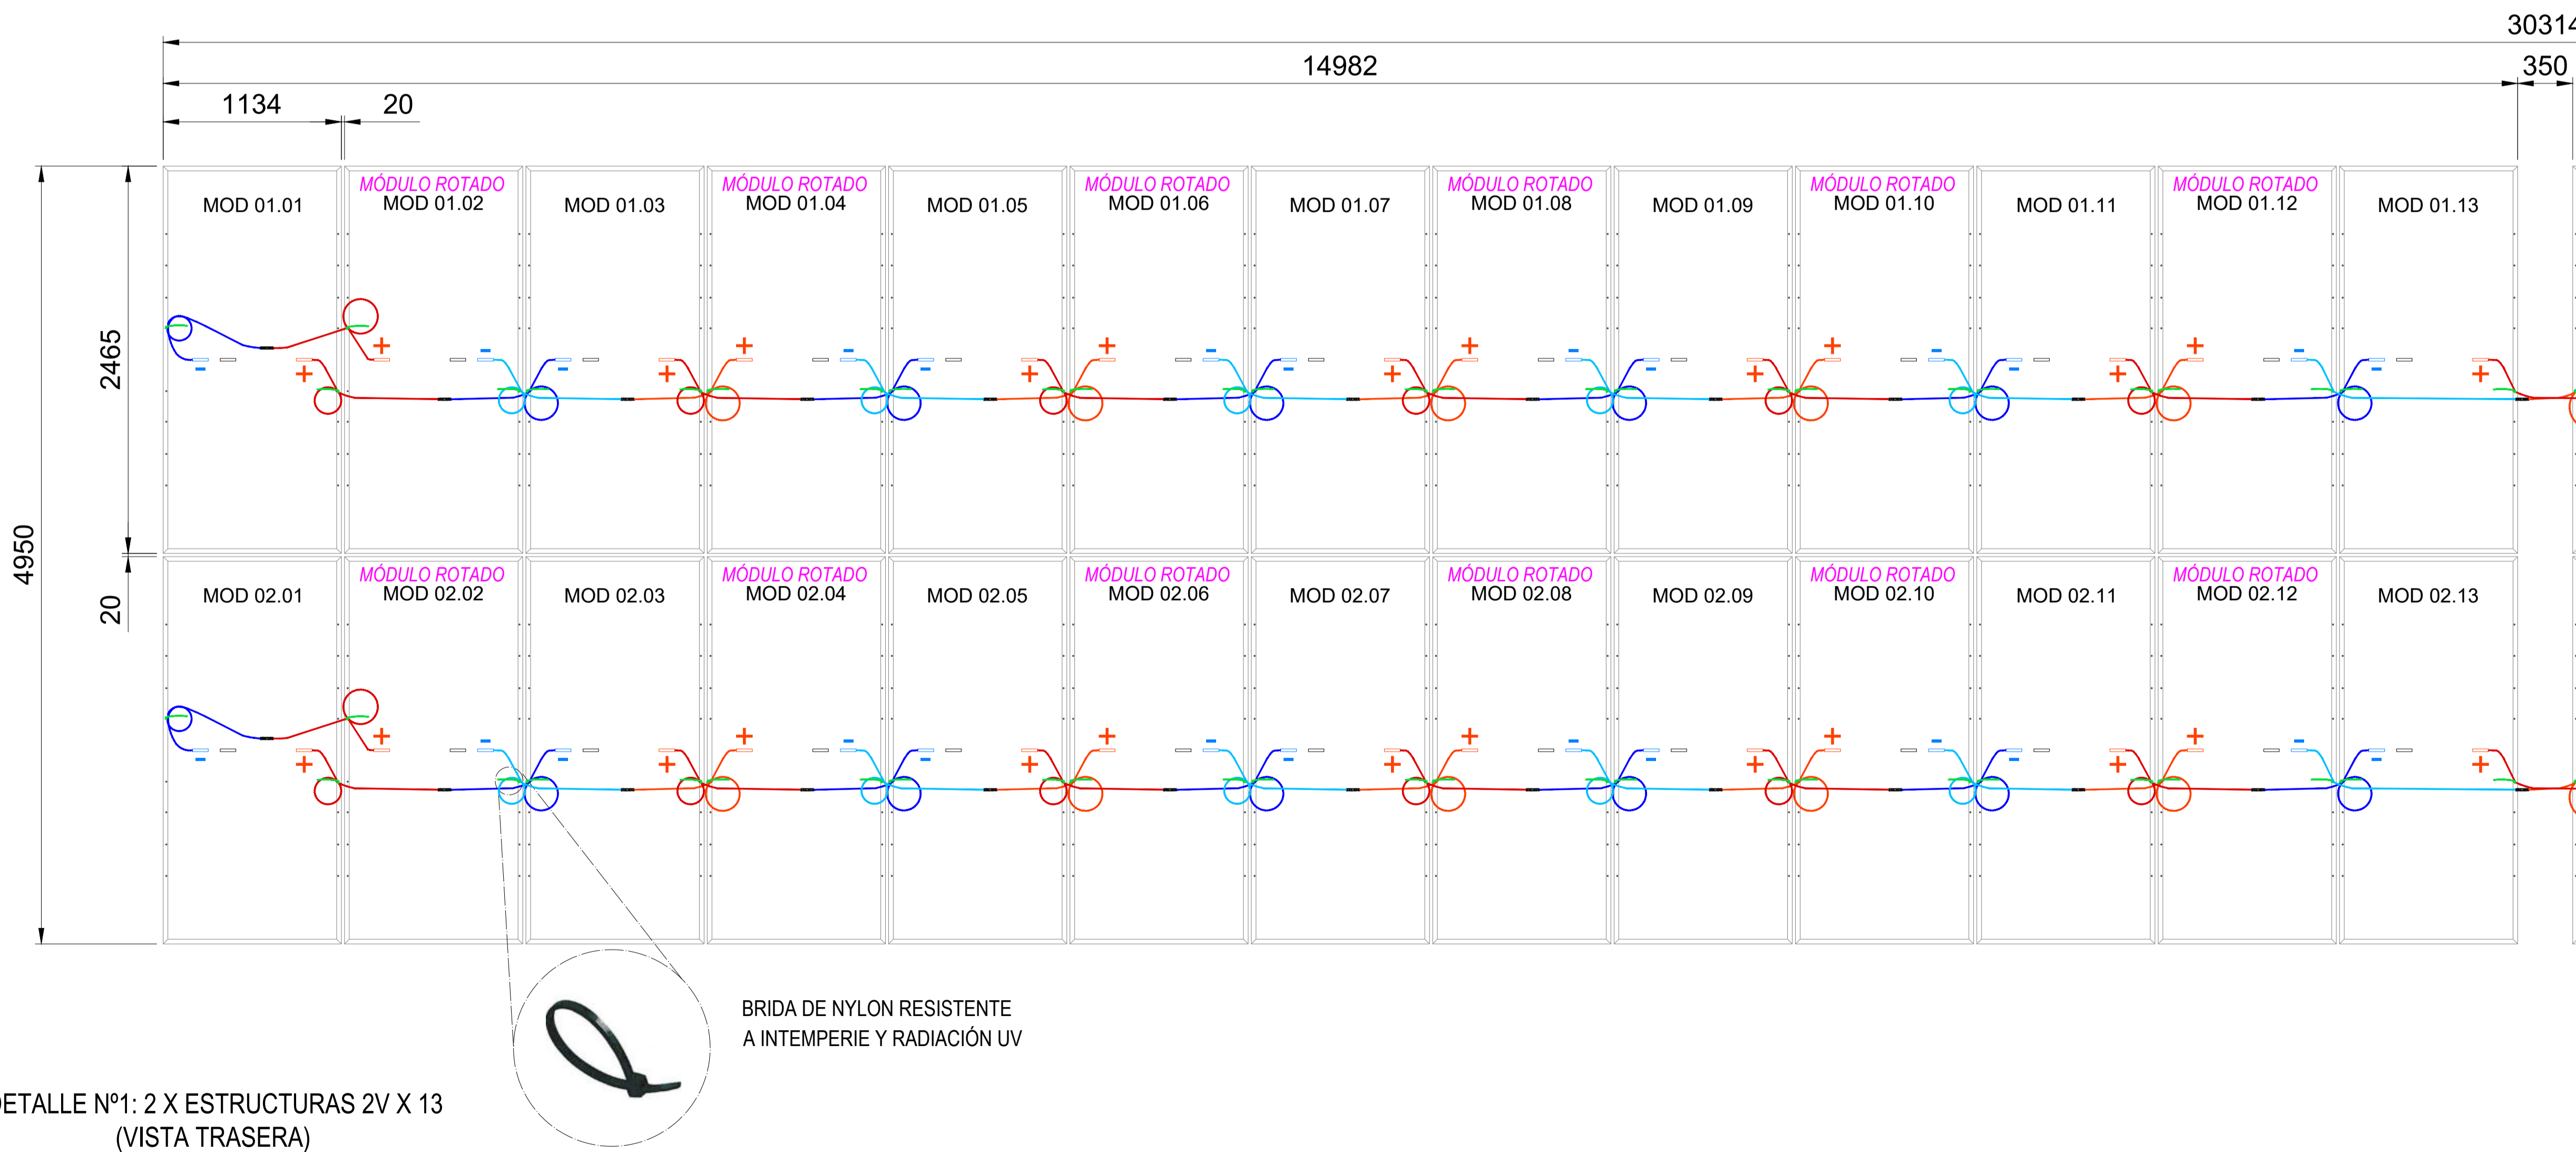 30314
14982
350
1134
20
MÓDULO ROTADO
MÓDULO ROTADO
MÓDULO ROTADO
MÓDULO ROTADO
MÓDULO ROTADO
MÓDULO ROTADO
MOD 01.01
MOD 01.02
MOD 01.03
MOD 01.04
MOD 01.05
MOD 01.06
MOD 01.07
MOD 01.08
MOD 01.09
MOD 01.10
MOD 01.11
MOD 01.12
MOD 01.13
2465
4950
20
MÓDULO ROTADO
MÓDULO ROTADO
MÓDULO ROTADO
MÓDULO ROTADO
MÓDULO ROTADO
MÓDULO ROTADO
MOD 02.01
MOD 02.02
MOD 02.03
MOD 02.04
MOD 02.05
MOD 02.06
MOD 02.07
MOD 02.08
MOD 02.09
MOD 02.10
MOD 02.11
MOD 02.12
MOD 02.13
BRIDA DE NYLON RESISTENTE
A INTEMPERIE Y RADIACIÓN UV
DETALLE Nº1: 2 X ESTRUCTURAS 2V X 13
(VISTA TRASERA)